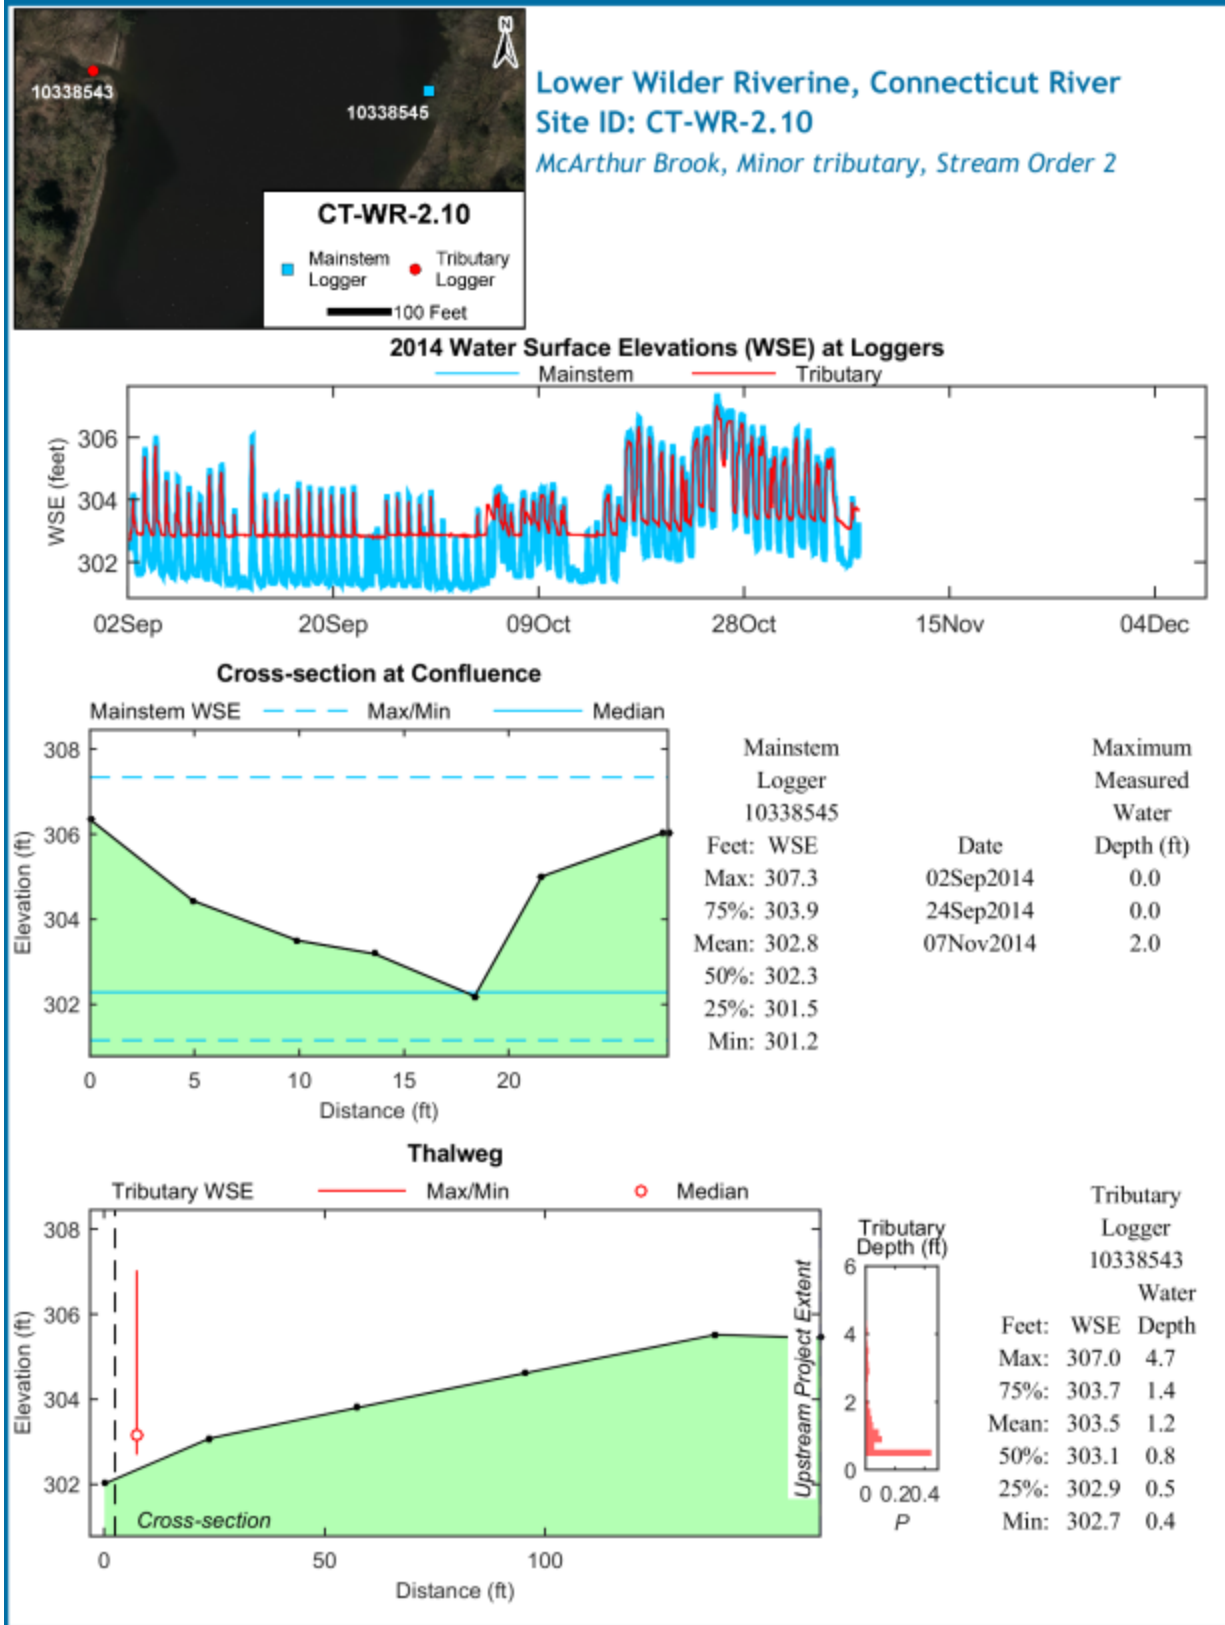 N
10338543
10338545
CT-WR-2.10
Mainstem Logger
Tributary Logger
100 Feet
Lower Wilder Riverine, Connecticut River
Site ID: CT-WR-2.10
McArthur Brook, Minor tributary, Stream Order 2
2014 Water Surface Elevations (WSE) at Loggers
Mainstem Tributary
WSE (feet)
306
304
302
02Sep 20Sep 09Oct 28Oct 15Nov 04Dec
Cross-section at Confluence
Mainstem WSE Max/Min Median
Elevation (ft)
308
306
304
302
0 5 10 15 20
Distance (ft)
Mainstem
Logger
10338545
Feet: WSE
Max: 307.3
75%: 303.9
Mean: 302.8
50%: 302.3
25%: 301.5
Min: 301.2
Maximum
Measured
Water
Date Depth (ft)
02Sep2014 0.0
24Sep2014 0.0
07Nov2014 2.0
Thalweg
Tributary WSE Max/Min Median
Elevation (ft)
308
306
304
302
Cross-section
Upstream Project Extent
0 50 100
Distance (ft)
Tributary
Depth (ft)
6
4
2
0
0 0.2 0.4
P
Tributary
Logger
10338543
Water
Feet: WSE Depth
Max: 307.0 4.7
75%: 303.7 1.4
Mean: 303.5 1.2
50%: 303.1 0.8
25%: 302.9 0.5
Min: 302.7 0.4